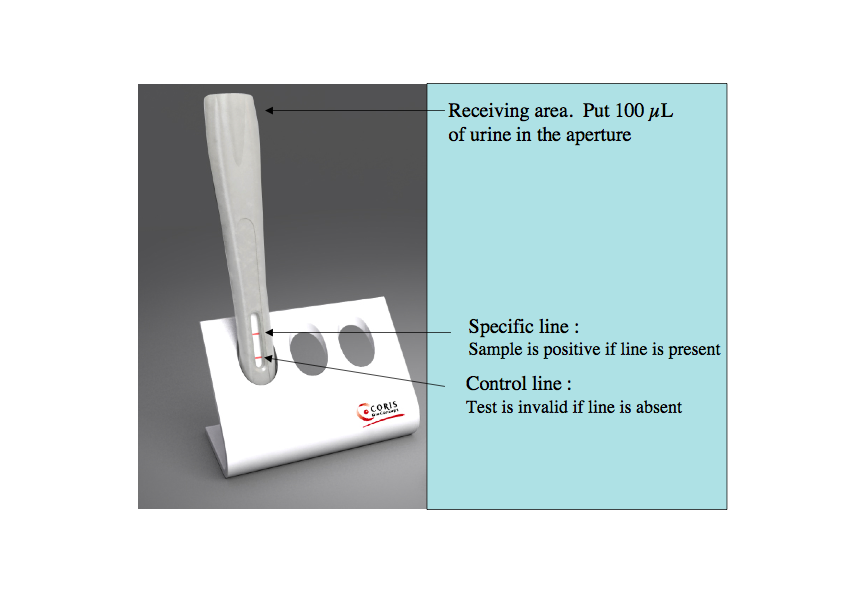 Receiving area. Put 100 µL
of urine in the aperture
Specific line :
Sample is positive if line is present
Control line :
Test is invalid if line is absent
CORIS
BioConcept